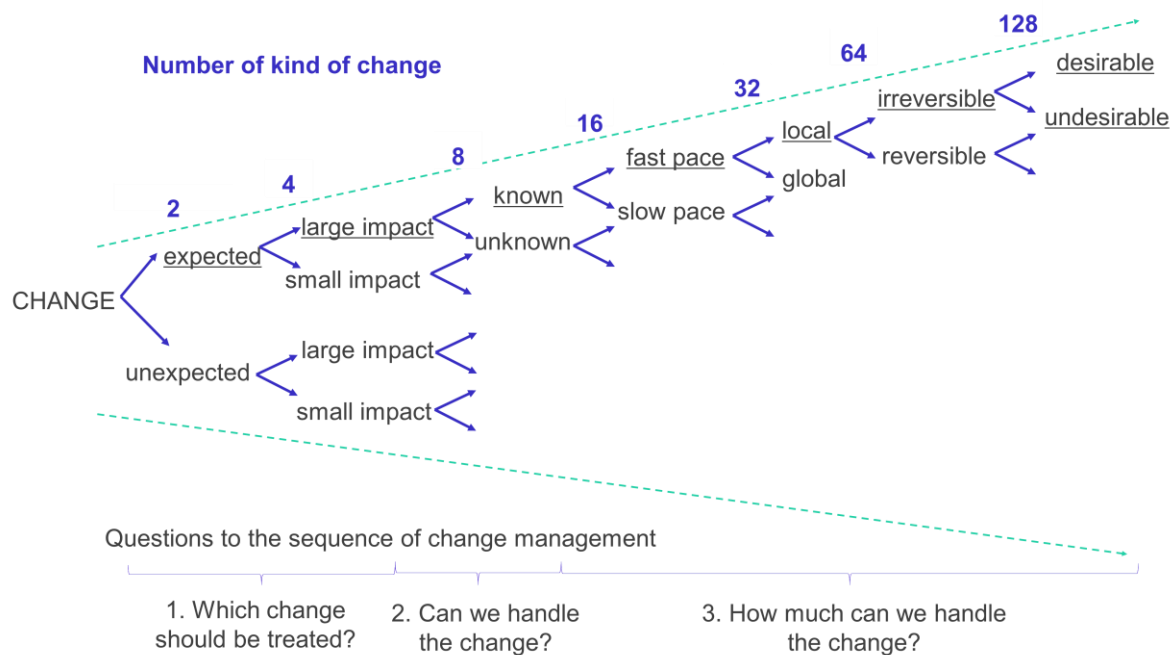 128
64
desirable
Number of kind of change
32
irreversible
undesirable
16
local
8
fast pace
reversible
4
known
global
2
large impact
slow pace
expected
unknown
small impact
CHANGE
large impact
unexpected
small impact
Questions to the sequence of change management
1. Which change
should be treated?
2. Can we handle
the change?
3. How much can we handle
the change?